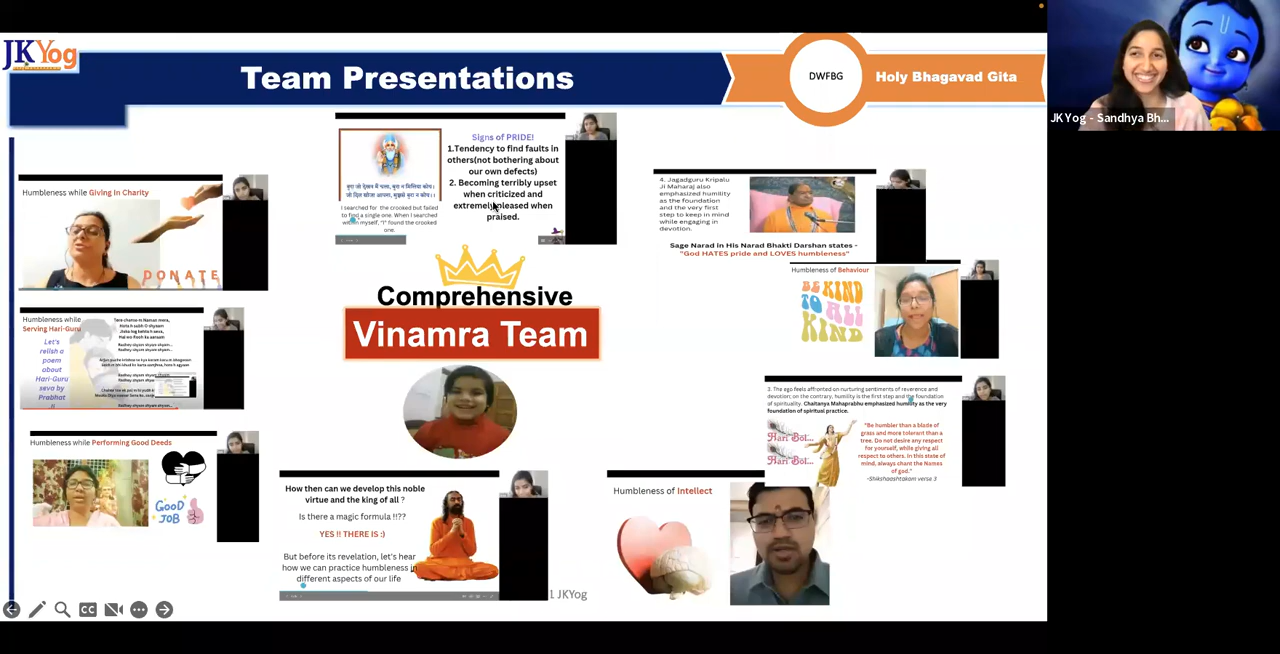 JKYog
Team Presentations
DWFBG
Holy Bhagavad Gita
JKYog - Sandhya Bh...
Signs of PRIDE!
1.Tendency to find faults in
others(not bothering about
our own defects)
2. Becoming terribly upset
when criticized and
extremely pleased when
praised.
बुरा जो देखन मैं चला, बुरा न मिलिया कोय।
जो दिल खोजा आपना, मुझसे बुरा न कोय।
I searched for the crooked but failed
to find a single one. When I searched
within myself, "I" found the crooked
one.
Humbleness while Giving In Charity
DONATE
4. Jagadguru Kripalu
Ji Maharaj also
emphasized humility
as the foundation
and the very first
step to keep in mind
while engaging in
devotion.
Sage Narad in His Narad Bhakti Darshan states -
"God HATES pride and LOVES humbleness"
Humbleness of Behaviour
BE KIND
TO ALL
KIND
Comprehensive
Vinamra Team
Humbleness while
Serving Hari-Guru
Let's
relish a
poem
about
Hari-Guru
seva by
Prabhat
ji
Radhey shyam shyam...
3. The ego feels affronted on nurturing sentiments of reverence and
devotion; on the contrary, humility is the first step and the foundation
of spirituality. Chaitanya Mahaprabhu emphasized humility as the very
foundation of spiritual practice.
Hari Bol...
Hari Bol...
"Be humbler than a blade of
grass and more tolerant than a
tree. Do not desire any respect
for yourself, while giving all
respect to others. In this state of
mind, always chant the Names
of god."
-Shikshashtakam verse 3
Humbleness while Performing Good Deeds
GOOD
JOB
How then can we develop this noble
virtue and the king of all ?
Is there a magic formula !!??
YES !! THERE IS :)
But before its revelation, let's hear
how we can practice humbleness in
different aspects of our life
Humbleness of Intellect
1 JKYog
CC